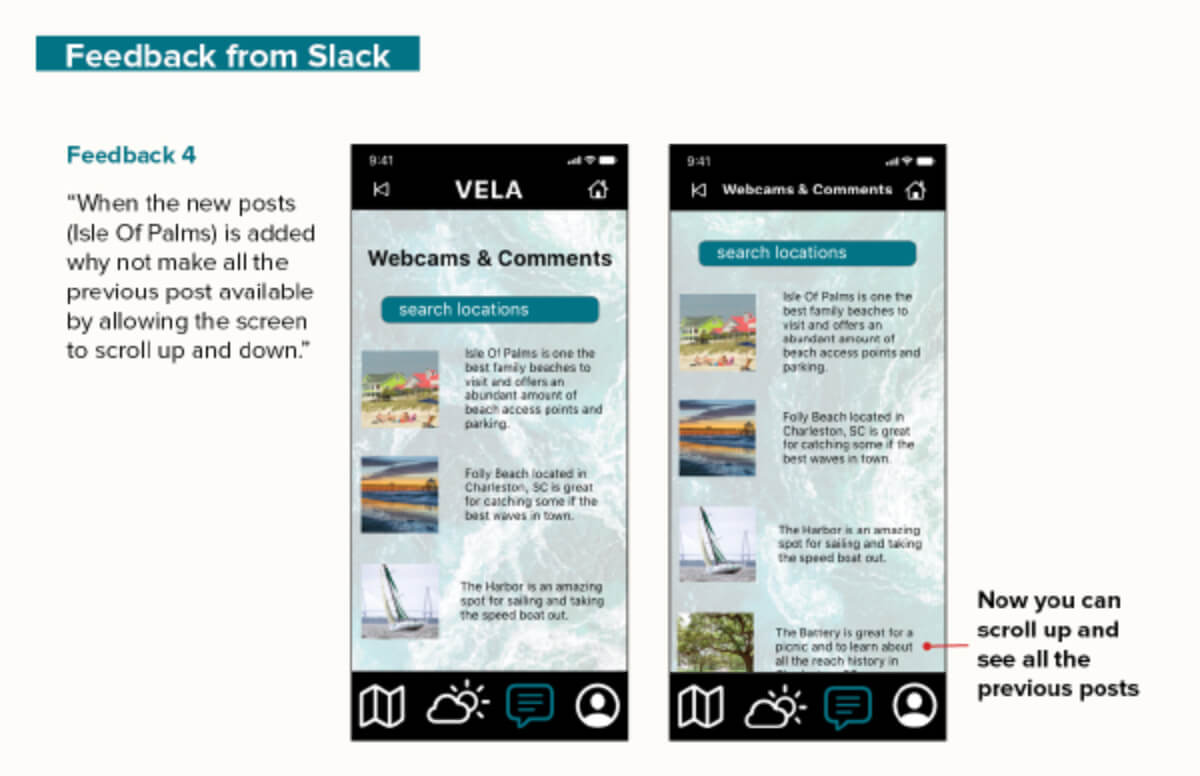 Feedback from Slack
Feedback 4
“When the new posts
(Isle Of Palms) is added
why not make all the
previous post available
by allowing the screen
to scroll up and down.”
9:41
VELA
Webcams & Comments
search locations
Isle Of Palms is one the
best family beaches to
visit and offers an
abundant amount of
beach access points and
parking.
Folly Beach located in
Charleston, SC is great
for catching some if the
best waves in town.
The Harbor is an amazing
spot for sailing and taking
the speed boat out.
9:41
Webcams & Comments
search locations
Isle Of Palms is one the
best family beaches to
visit and offers an
abundant amount of
beach access points and
parking.
Folly Beach located in
Charleston, SC is great
for catching some if the
best waves in town.
The Harbor is an amazing
spot for sailing and taking
the speed boat out.
The Battery is great for a
picnic and to learn about
all the reach history in
Now you can
scroll up and
see all the
previous posts